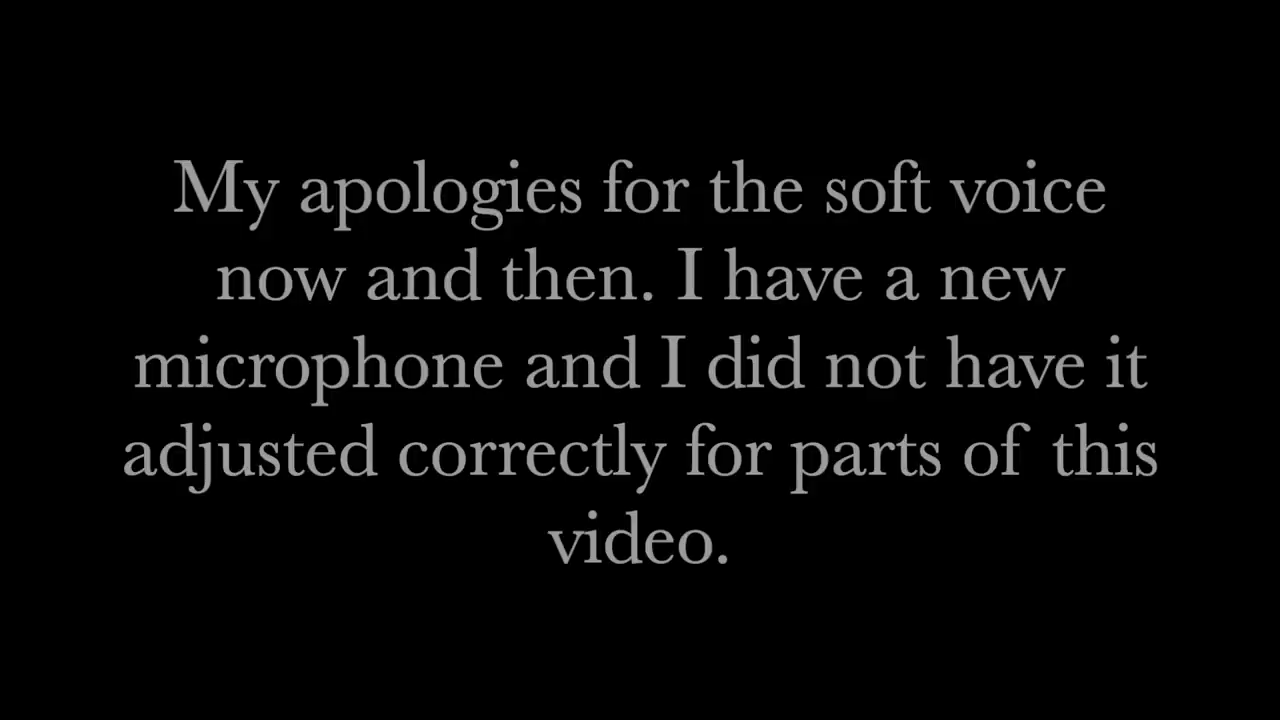 My apologies for the soft voice
now and then. I have a new
microphone and I did not have it
adjusted correctly for parts of this
video.